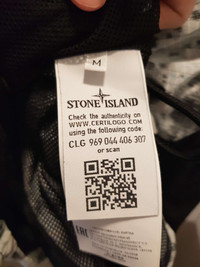 M
STONE ISLAND
Check the authenticity
on WWW.CERTILOGO.COM
using the following code:
CLG 969 044 406 307
or scan